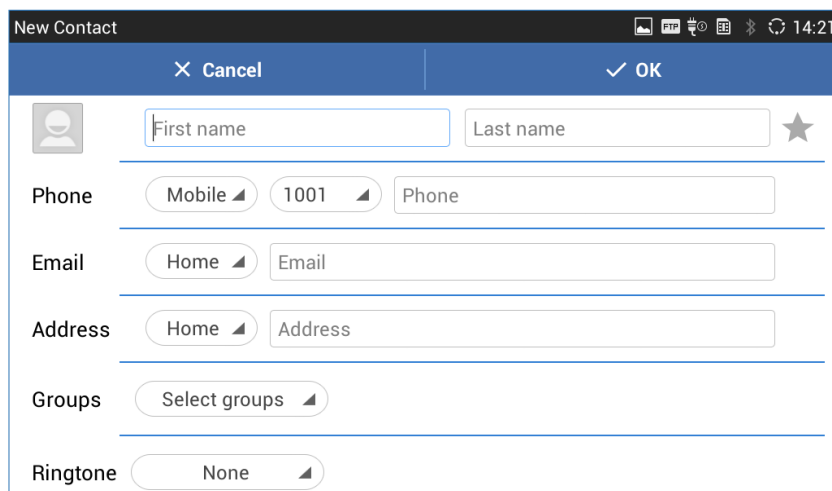 New Contact FTP 14:21
Cancel OK
First name Last name
Phone Mobile 1001 Phone
Email Home Email
Address Home Address
Groups Select groups
Ringtone None